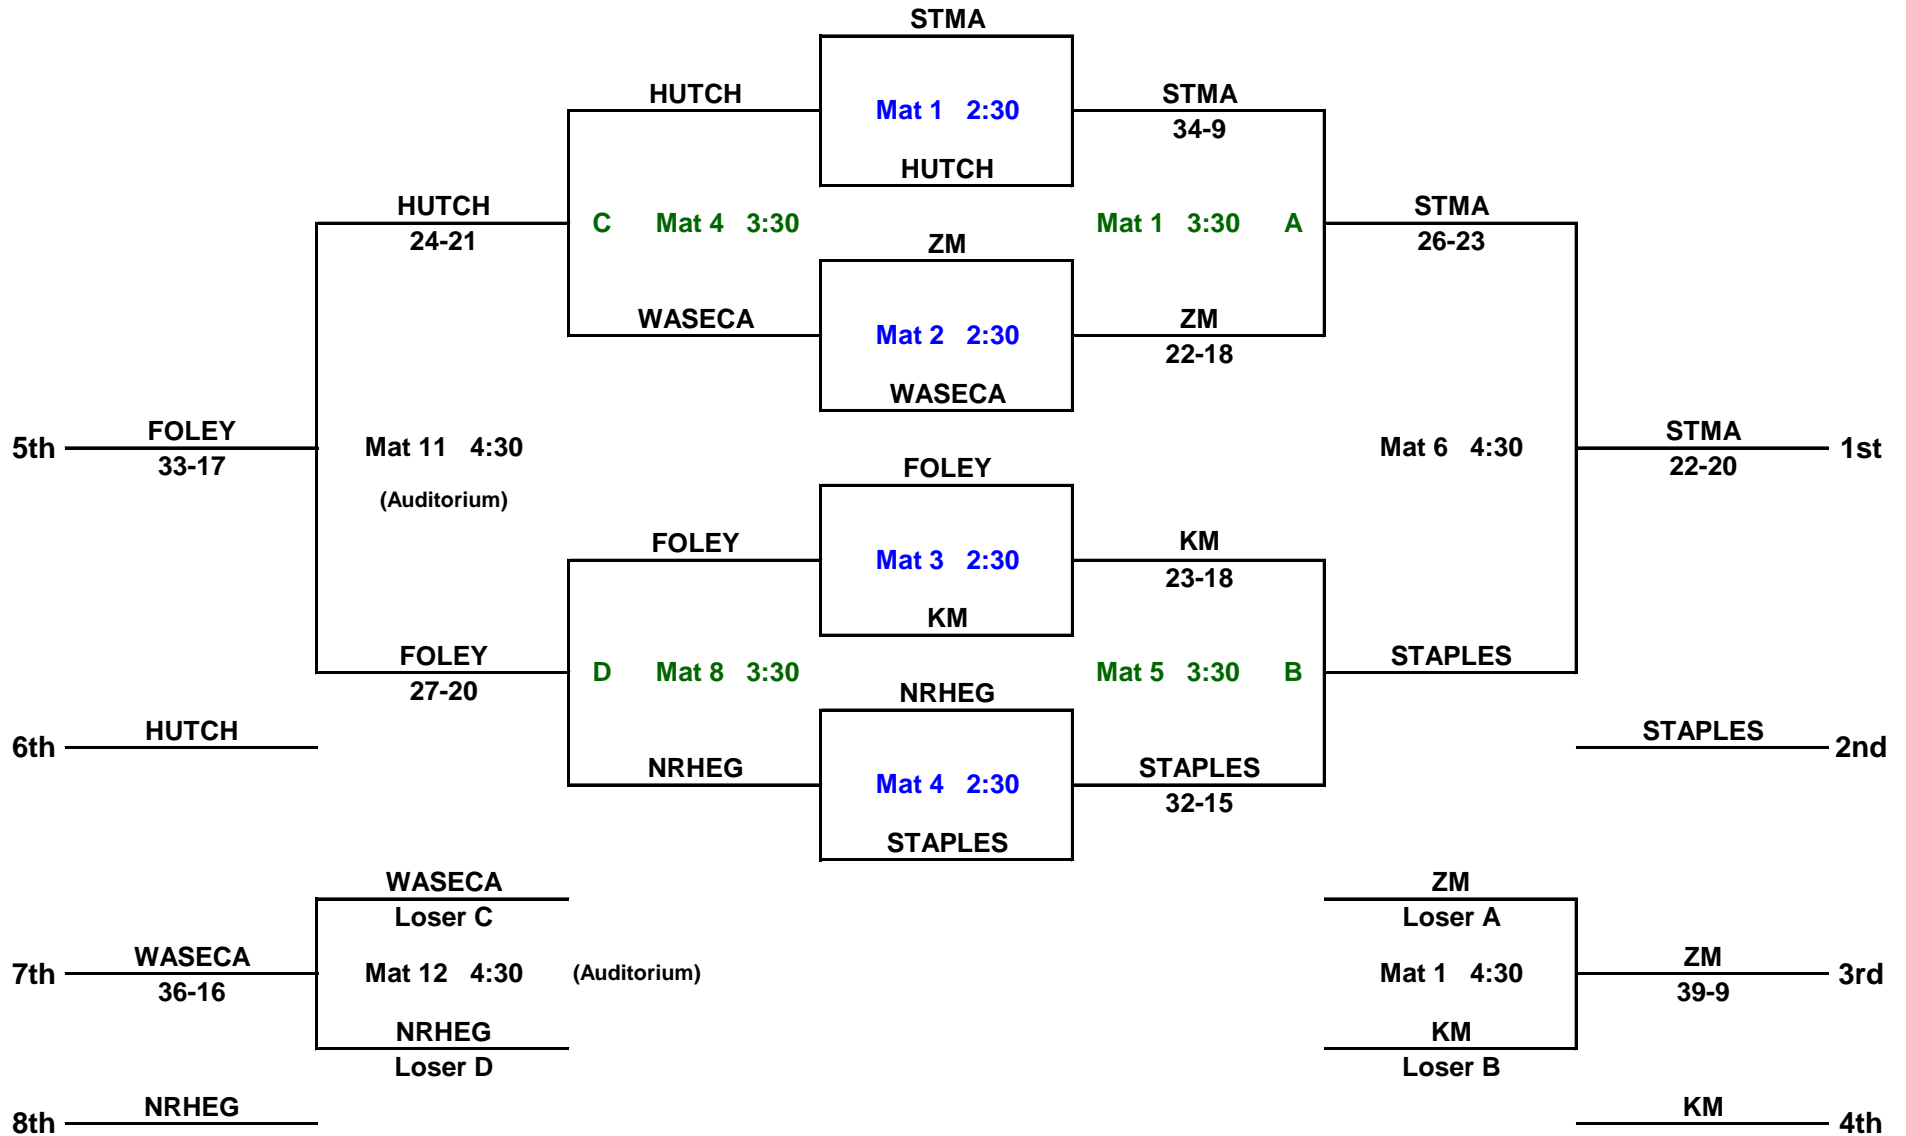 STMA
HUTCH
Mat 1 2:30
STMA
34-9
HUTCH
HUTCH
24-21
C Mat 4 3:30
Mat 1 3:30 A
STMA
26-23
ZM
WASECA
Mat 2 2:30
ZM
22-18
WASECA
5th
FOLEY
33-17
Mat 11 4:30
(Auditorium)
Mat 6 4:30
STMA
22-20
1st
FOLEY
FOLEY
Mat 3 2:30
KM
23-18
KM
FOLEY
27-20
D Mat 8 3:30
Mat 5 3:30 B
STAPLES
NRHEG
6th
HUTCH
STAPLES
2nd
NRHEG
Mat 4 2:30
STAPLES
32-15
STAPLES
WASECA
Loser C
ZM
Loser A
7th
WASECA
36-16
Mat 12 4:30 (Auditorium)
Mat 1 4:30
ZM
39-9
3rd
NRHEG
Loser D
KM
Loser B
8th
NRHEG
KM
4th